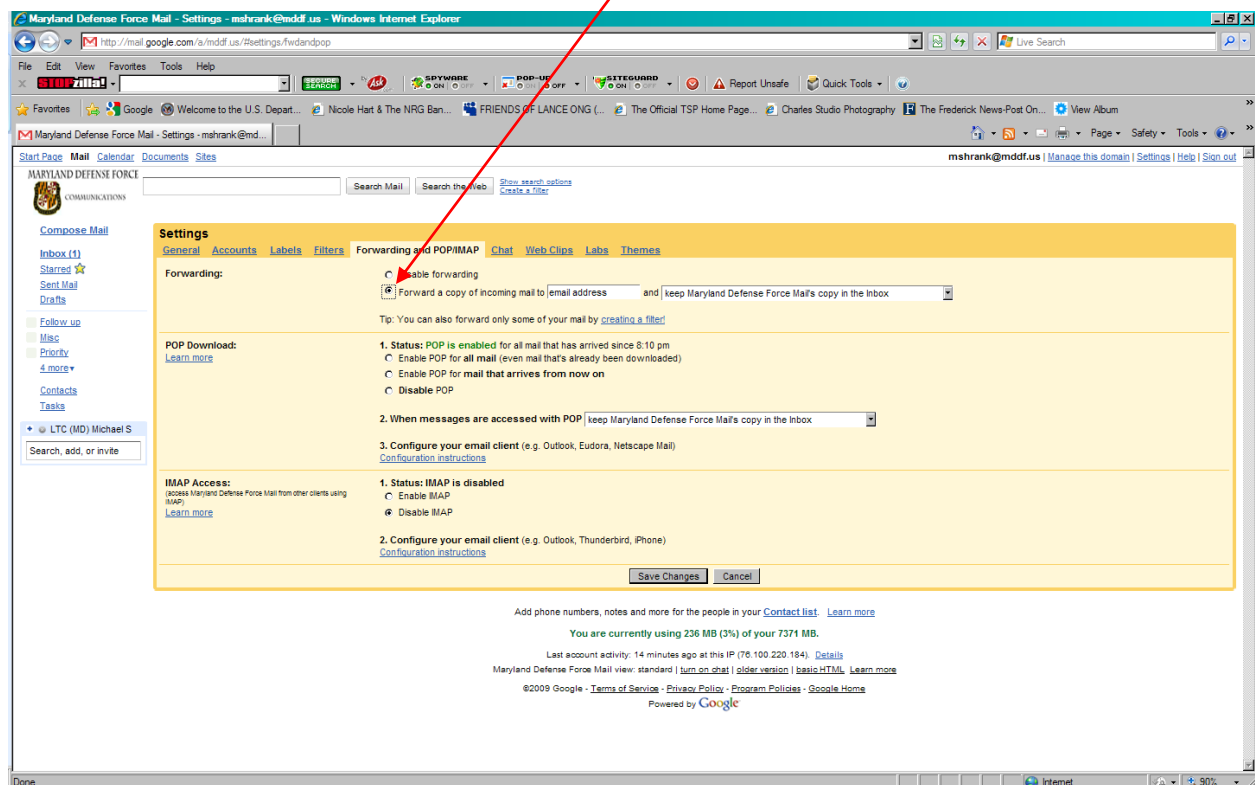 Maryland Defense Force Mail - Settings - mshrank@mddf.us - Windows Internet Explorer
http://mail.google.com/a/mddf.us/#settings/fwdandpop
Live Search
File Edit View Favorites Tools Help
STOPzilla! SECURE SEARCH Ask SPYWARE ON OFF POP-UP ON OFF SITEGUARD ON OFF Report Unsafe Quick Tools
Favorites Google Welcome to the U.S. Depart... Nicole Hart & The NRG Ban... FRIENDS OF LANCE ONG (... The Official TSP Home Page... Charles Studio Photography The Frederick News-Post On... View Album
Maryland Defense Force Mail - Settings - mshrank@md... Page Safety Tools
Start Page Mail Calendar Documents Sites mshrank@mddf.us | Manage this domain | Settings | Help | Sign out
MARYLAND DEFENSE FORCE
COMMUNICATIONS
Search Mail Search the Web Show search options
Create a filter
Compose Mail
Inbox (1)
Starred
Sent Mail
Drafts
Follow up
Misc
Priority
4 more
Contacts
Tasks
LTC (MD) Michael S
Search, add, or invite
Settings
General Accounts Labels Filters Forwarding and POP/IMAP Chat Web Clips Labs Themes
Forwarding:
Disable forwarding
Forward a copy of incoming mail to email address and keep Maryland Defense Force Mail's copy in the Inbox
Tip: You can also forward only some of your mail by creating a filter!
POP Download:
Learn more
1. Status: POP is enabled for all mail that has arrived since 8:10 pm
Enable POP for all mail (even mail that's already been downloaded)
Enable POP for mail that arrives from now on
Disable POP
2. When messages are accessed with POP keep Maryland Defense Force Mail's copy in the Inbox
3. Configure your email client (e.g. Outlook, Eudora, Netscape Mail)
Configuration instructions
IMAP Access:
(access Maryland Defense Force Mail from other clients using
IMAP)
Learn more
1. Status: IMAP is disabled
Enable IMAP
Disable IMAP
2. Configure your email client (e.g. Outlook, Thunderbird, iPhone)
Configuration instructions
Save Changes Cancel
Add phone numbers, notes and more for the people in your Contact list. Learn more
You are currently using 236 MB (3%) of your 7371 MB.
Last account activity: 14 minutes ago at this IP (76.100.220.184). Details
Maryland Defense Force Mail view: standard | turn on chat | older version | basic HTML Learn more
©2009 Google - Terms of Service - Privacy Policy - Program Policies - Google Home
Powered by Google
Done Internet 90%